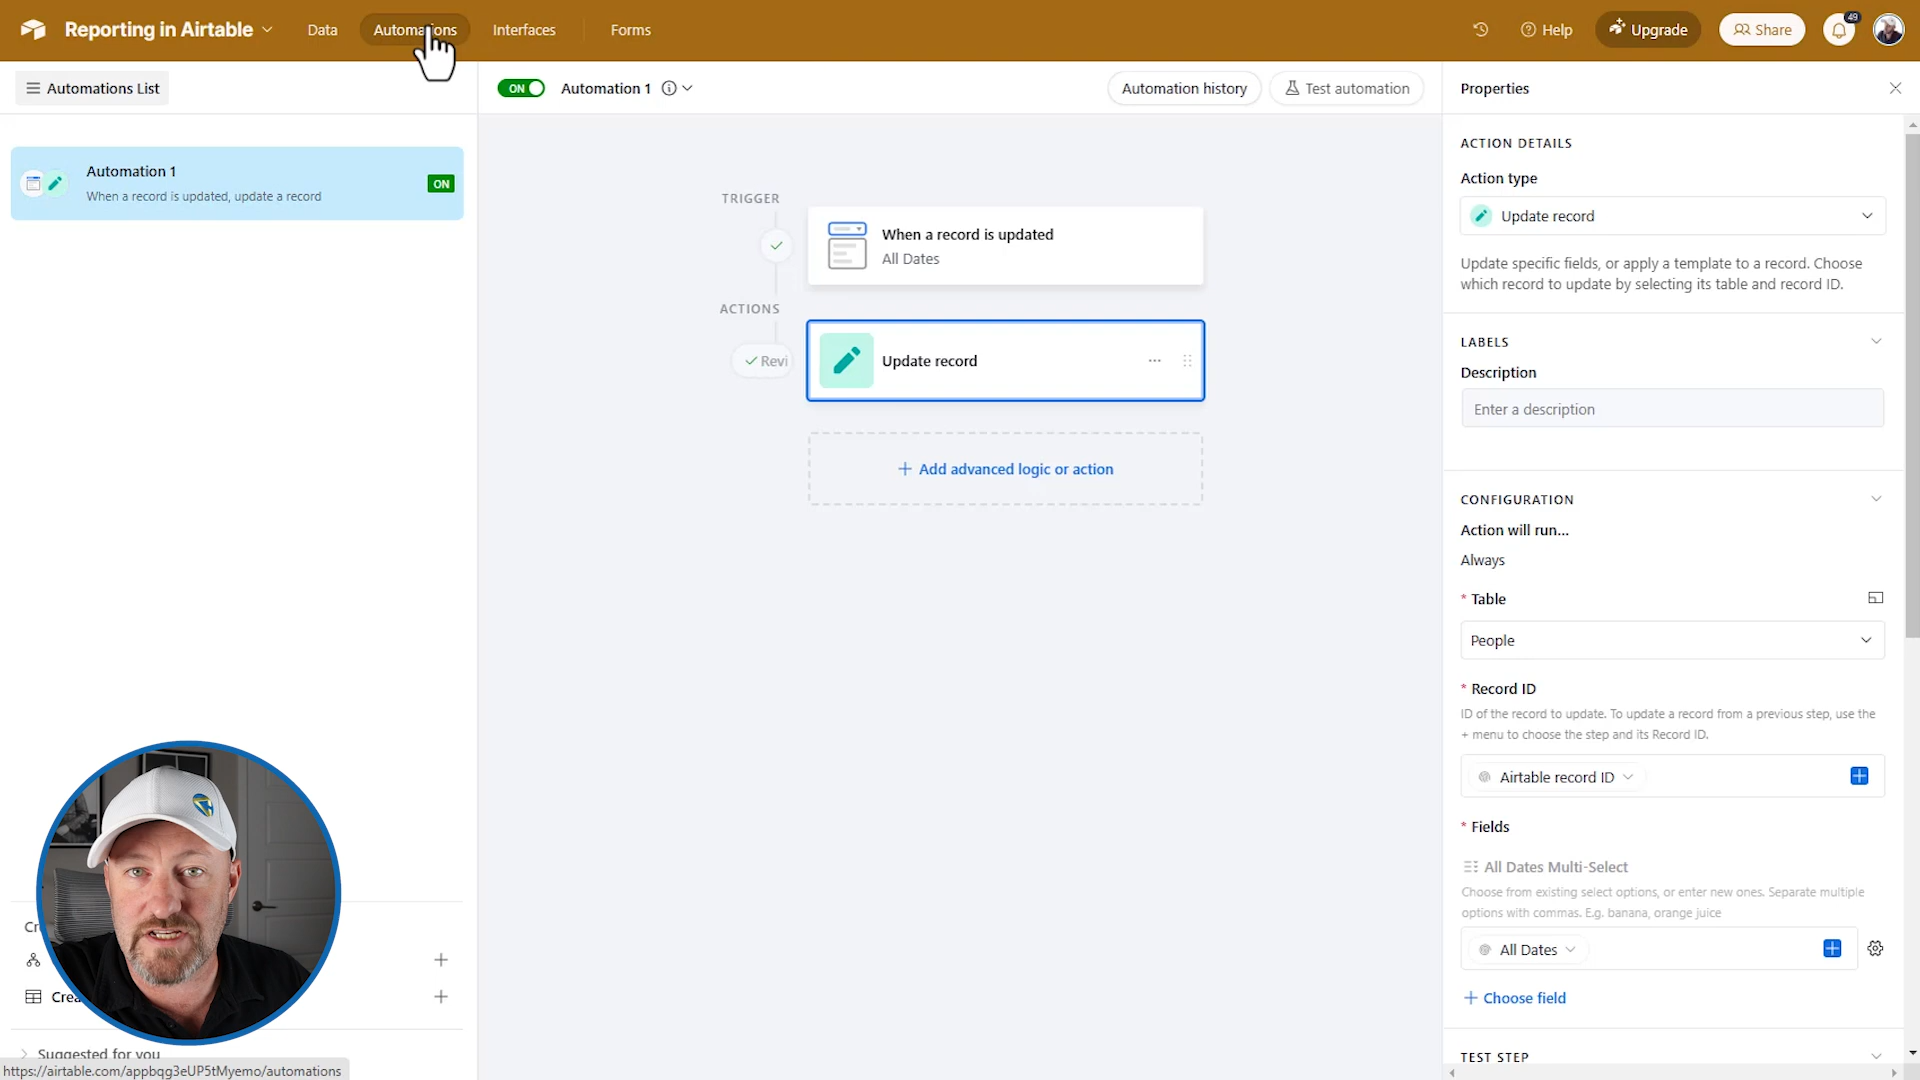 Reporting in Airtable
Data
Automations
Interfaces
Forms
Help
Upgrade
Share
49
Automations List
ON
Automation 1
Automation history
Test automation
Properties
Automation 1
When a record is updated, update a record
ON
TRIGGER
When a record is updated
All Dates
ACTIONS
Revi
Update record
Add advanced logic or action
ACTION DETAILS
Action type
Update record
Update specific fields, or apply a template to a record. Choose
which record to update by selecting its table and record ID.
LABELS
Description
Enter a description
CONFIGURATION
Action will run...
Always
* Table
People
* Record ID
ID of the record to update. To update a record from a previous step, use the
+ menu to choose the step and its Record ID.
Airtable record ID
* Fields
All Dates Multi-Select
Choose from existing select options, or enter new ones. Separate multiple
options with commas. E.g. banana, orange juice
All Dates
+ Choose field
TEST STEP
Cr
Crea
Suggested for you
https://airtable.com/appbqg3eUP5tMyemo/automations